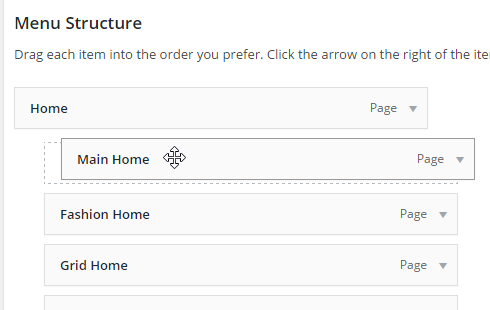 Menu Structure
Drag each item into the order you prefer. Click the arrow on the right of the ite
Home Page
Main Home Page
Fashion Home Page
Grid Home Page